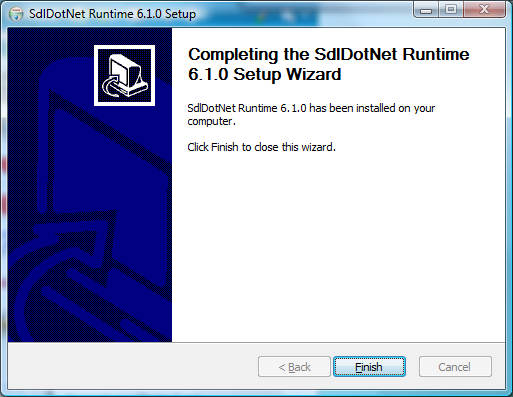 SdlDotNet Runtime 6.1.0 Setup
Completing the SdlDotNet Runtime
6.1.0 Setup Wizard
SdlDotNet Runtime 6.1.0 has been installed on your
computer.
Click Finish to close this wizard.
< Back
Finish
Cancel